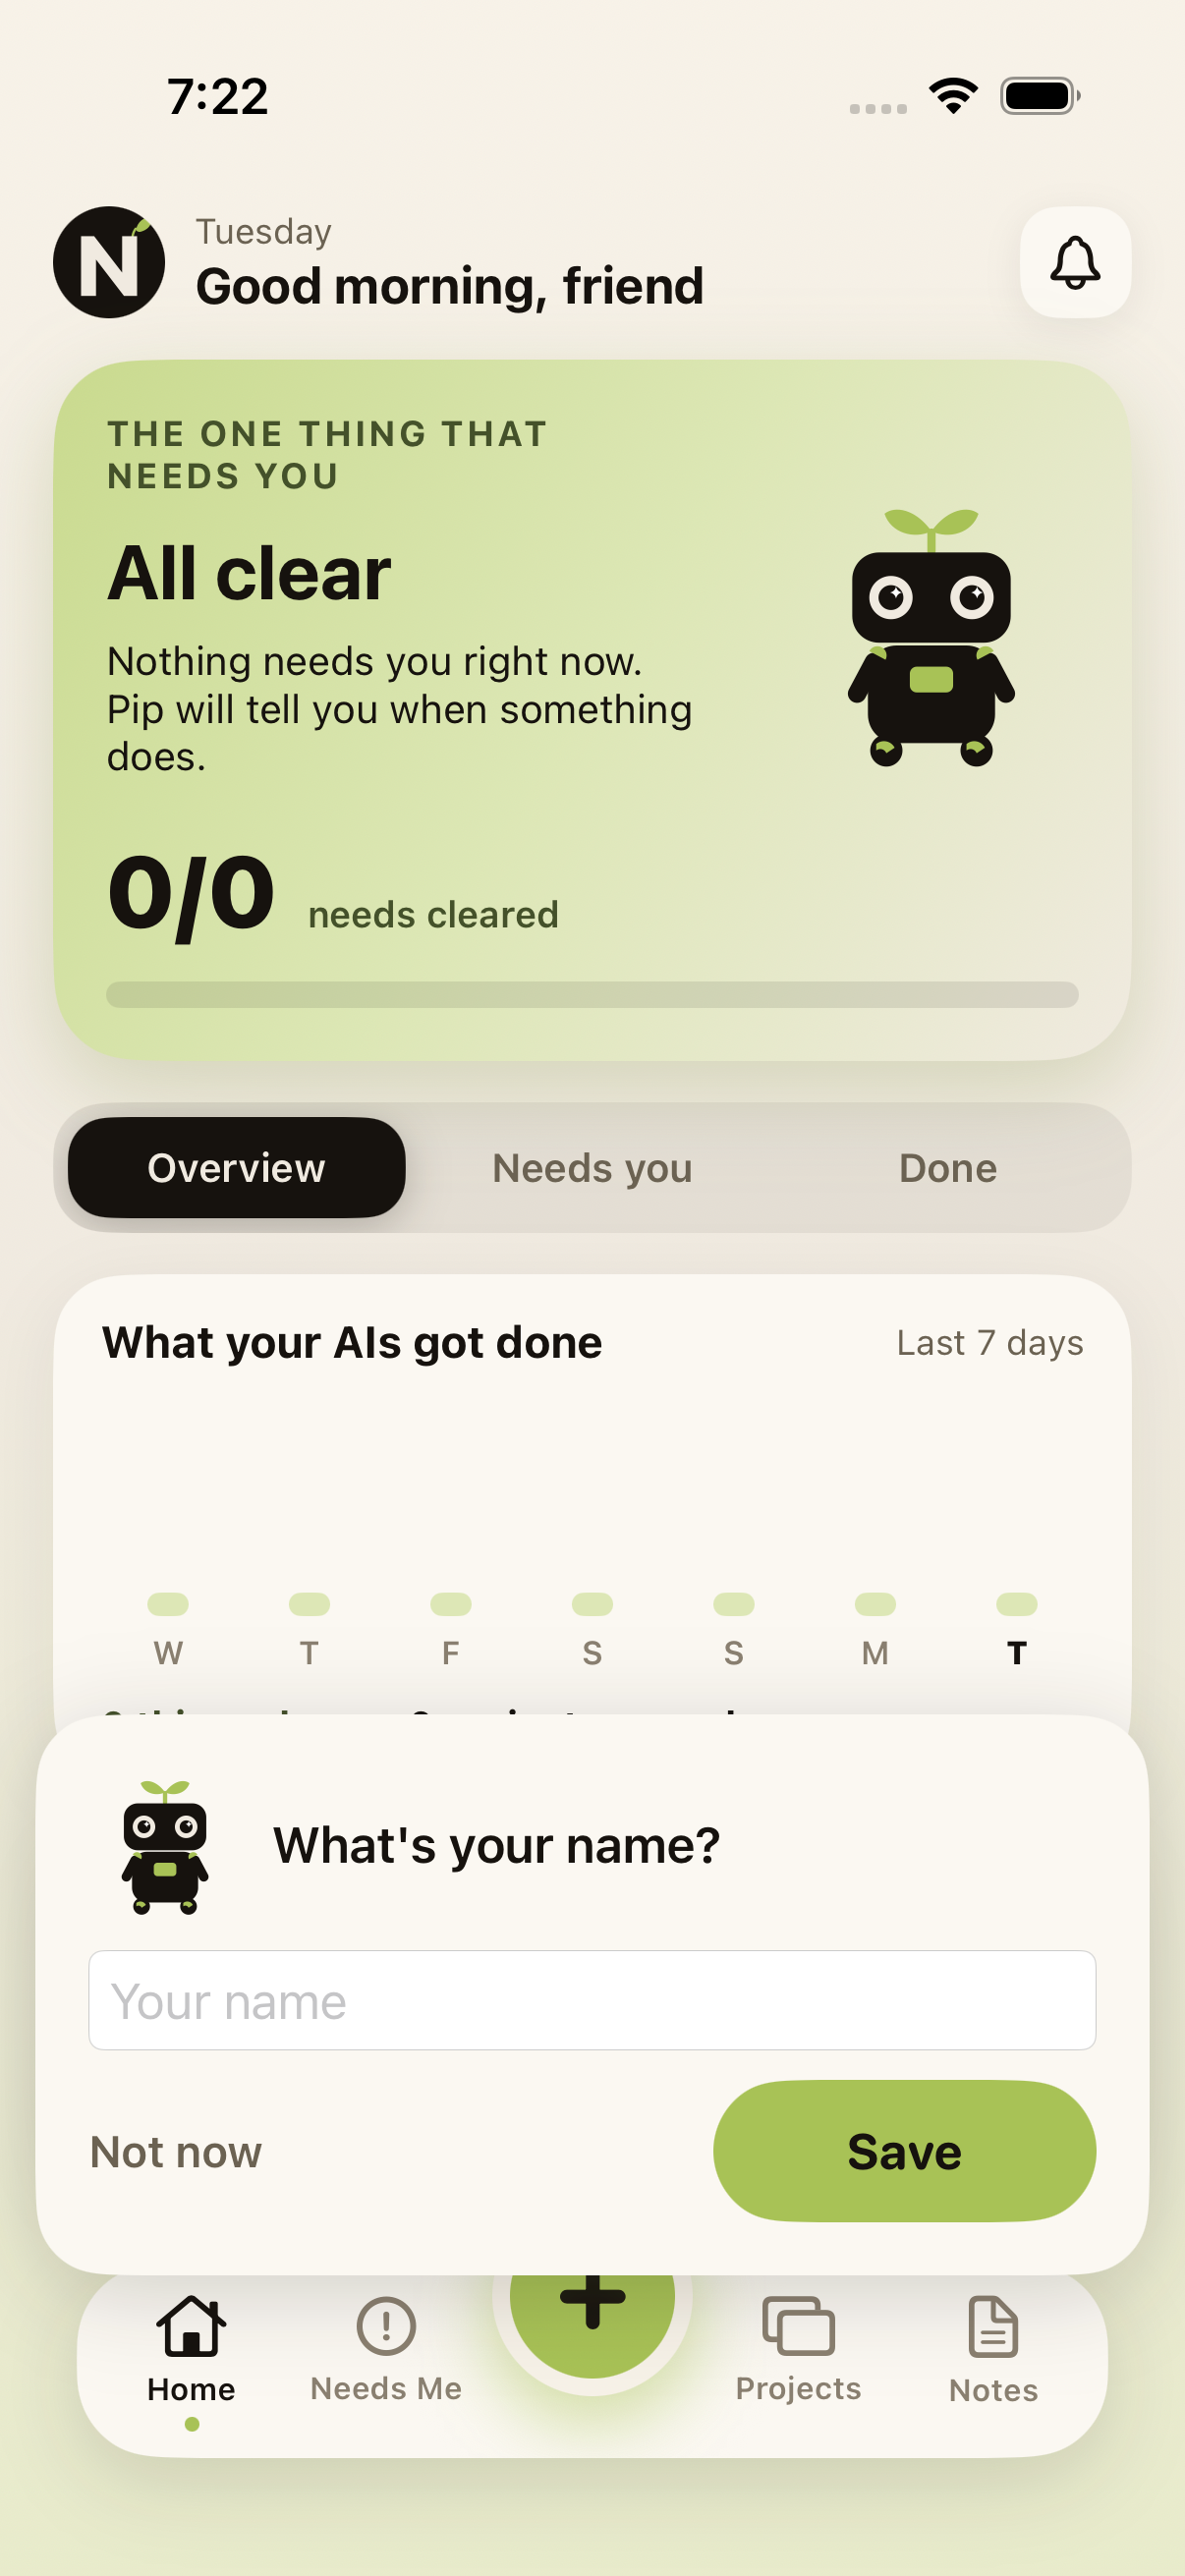 7:22
N
Tuesday
Good morning, friend
THE ONE THING THAT
NEEDS YOU
All clear
Nothing needs you right now.
Pip will tell you when something
does.
0/0 needs cleared
Overview Needs you Done
What your AIs got done Last 7 days
W T F S S M T
What's your name?
Your name
Not now Save
Home Needs Me Projects Notes